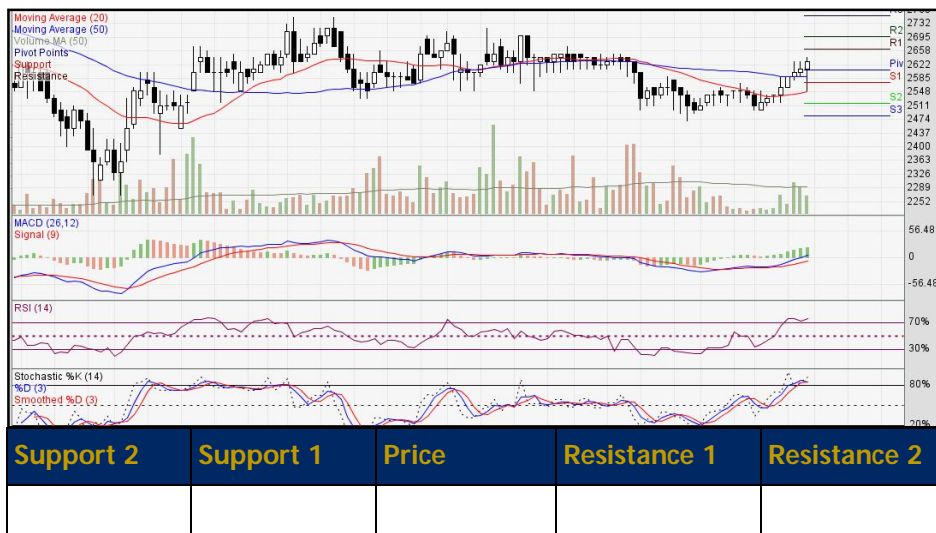 Moving Average (20)
Moving Average (50)
Volume MA (50)
Pivot Points
Support
Resistance
2732
R2
2695
R1
2658
Piv
2622
S1
2585
2548
S2
2511
S3
2474
2437
2400
2363
2326
2289
2252
MACD (26,12)
Signal (9)
56.48
0
-56.48
RSI (14)
70%
30%
Stochastic %K (14)
%D (3)
Smoothed %D (3)
80%
20%
Support 2 Support 1 Price Resistance 1 Resistance 2